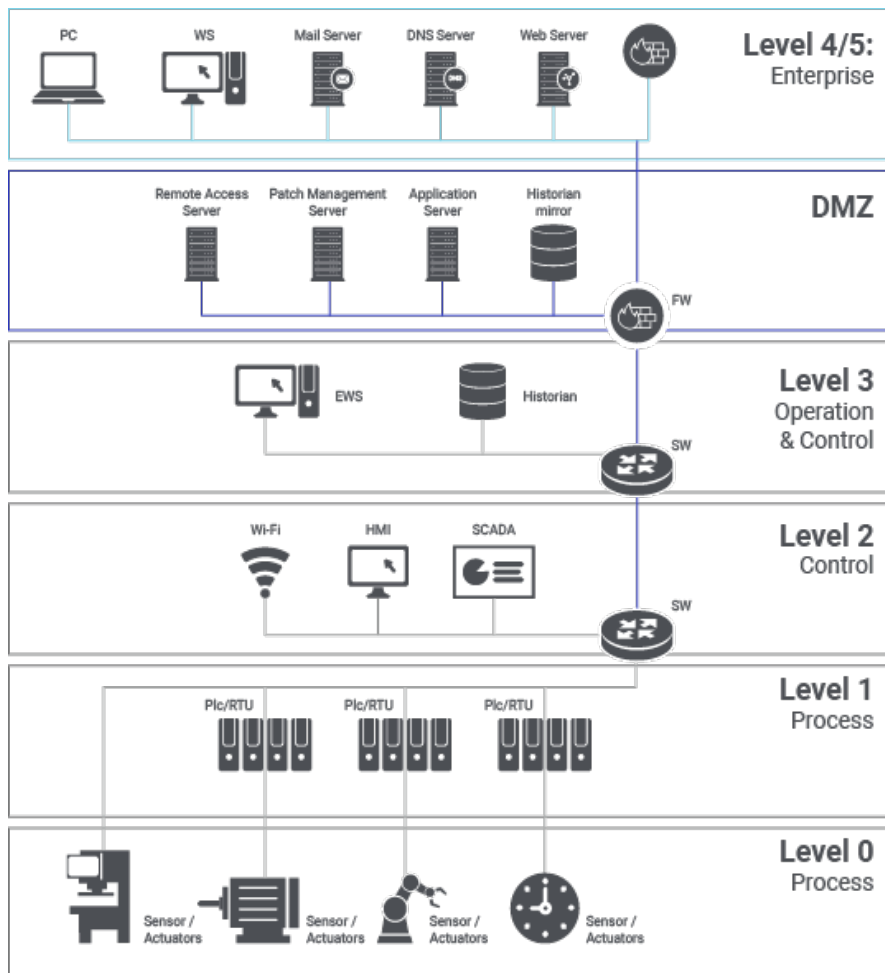 PC
WS
Mail Server
DNS Server
Web Server
Level 4/5:
Enterprise
Remote Access
Server
Patch Management
Server
Application
Server
Historian
mirror
DMZ
FW
EWS
Historian
Level 3
Operation
& Control
SW
Wi-Fi
HMI
SCADA
Level 2
Control
SW
Plc/RTU
Plc/RTU
Plc/RTU
Level 1
Process
Level 0
Process
Sensor /
Actuators
Sensor /
Actuators
Sensor /
Actuators
Sensor /
Actuators